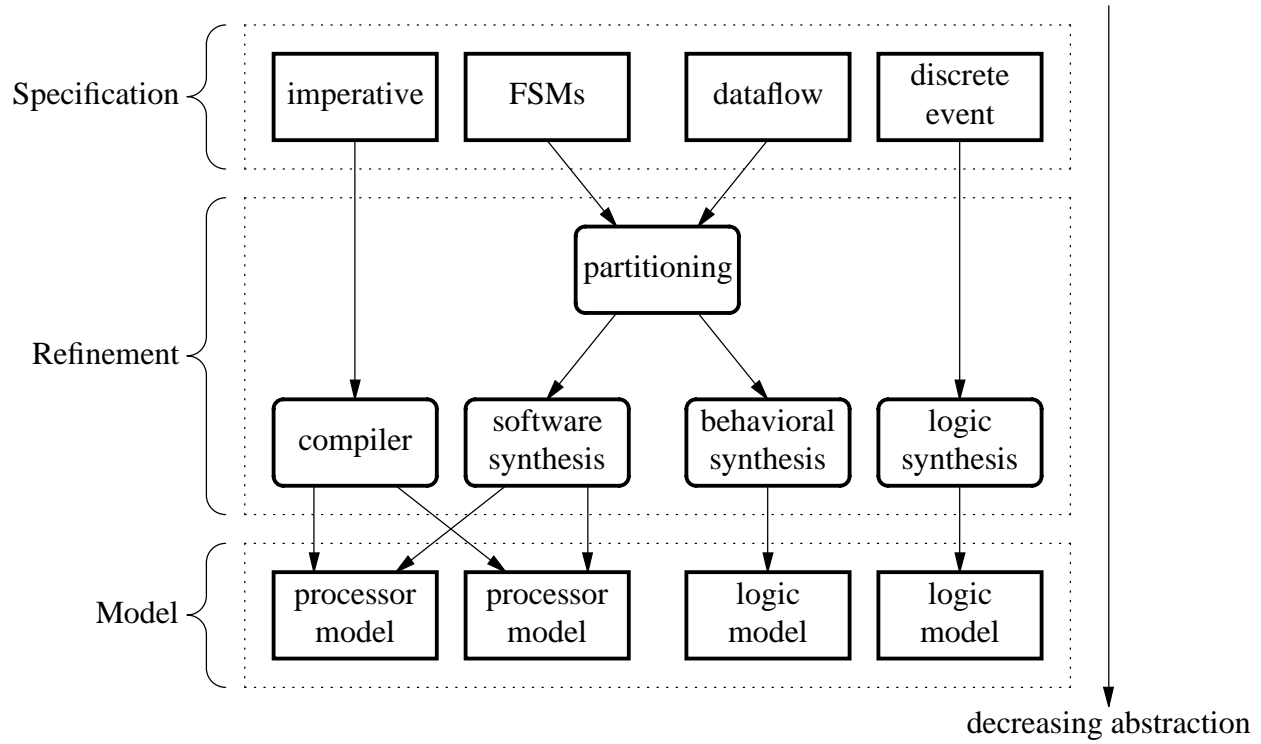 Specification
imperative
FSMs
dataflow
discrete
event
Refinement
partitioning
compiler
software
synthesis
behavioral
synthesis
logic
synthesis
Model
processor
model
processor
model
logic
model
logic
model
decreasing abstraction